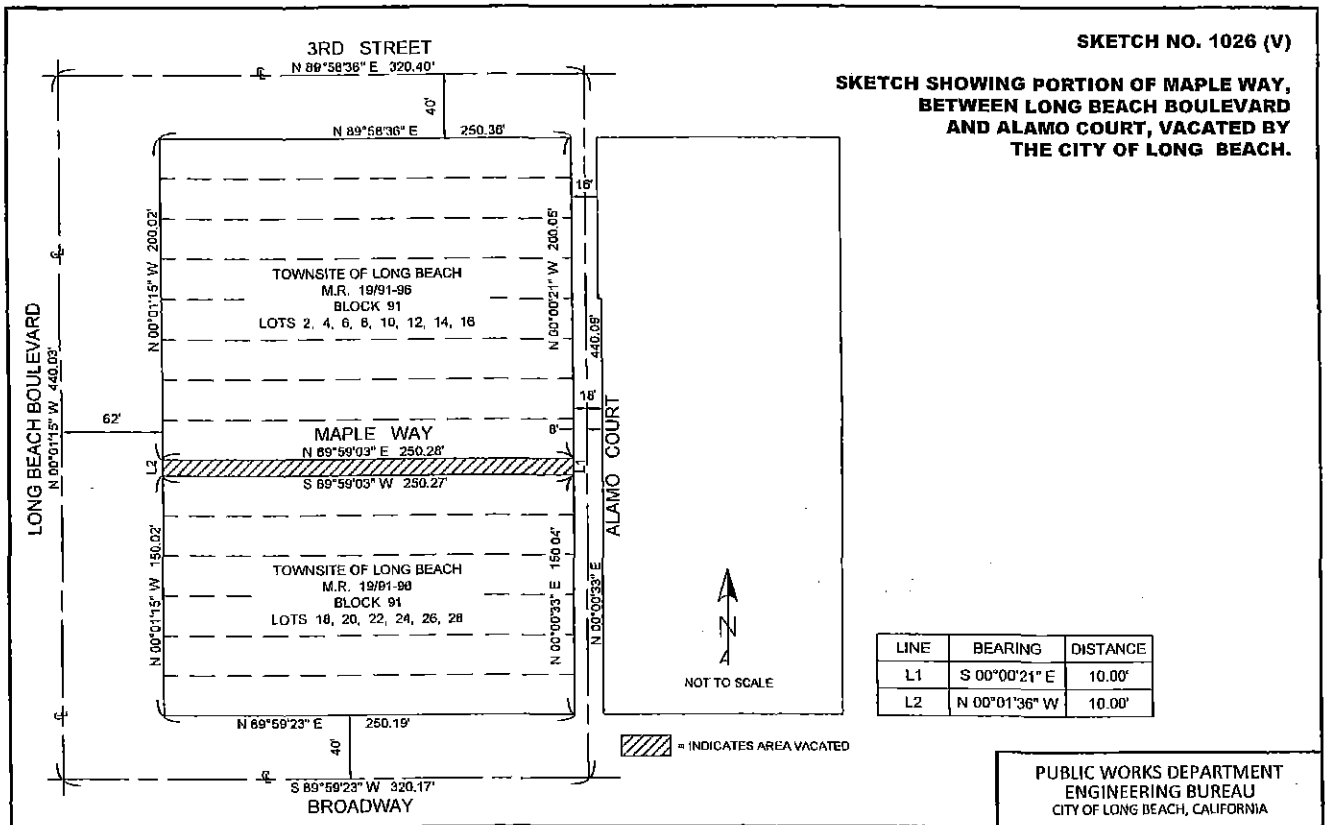 SKETCH NO. 1026 (V)
SKETCH SHOWING PORTION OF MAPLE WAY,
BETWEEN LONG BEACH BOULEVARD
AND ALAMO COURT, VACATED BY
THE CITY OF LONG BEACH.
3RD STREET
N 89°58'36" E 320.40'
40'
N 89°58'36" E 250.36'
16'
N 00°01'15" W 200.02'
TOWNSITE OF LONG BEACH
M.R. 19/91-96
BLOCK 91
LOTS 2, 4, 6, 8, 10, 12, 14, 16
N 00°00'21" W 200.05'
440.09'
LONG BEACH BOULEVARD
N 00°01'15" W 440.03'
62'
18'
8'
ALAMO COURT
MAPLE WAY
N 89°59'03" E 250.28'
L2
L1
S 89°59'03" W 250.27'
N 00°01'15" W 150.02'
TOWNSITE OF LONG BEACH
M.R. 19/91-96
BLOCK 91
LOTS 18, 20, 22, 24, 26, 28
N 00°00'33" E 150.04'
N 00°00'33" E
N
NOT TO SCALE
LINE BEARING DISTANCE
L1 S 00°00'21" E 10.00'
L2 N 00°01'36" W 10.00'
N 89°59'23" E 250.19'
40'
= INDICATES AREA VACATED
S 89°59'23" W 320.17'
BROADWAY
PUBLIC WORKS DEPARTMENT
ENGINEERING BUREAU
CITY OF LONG BEACH, CALIFORNIA